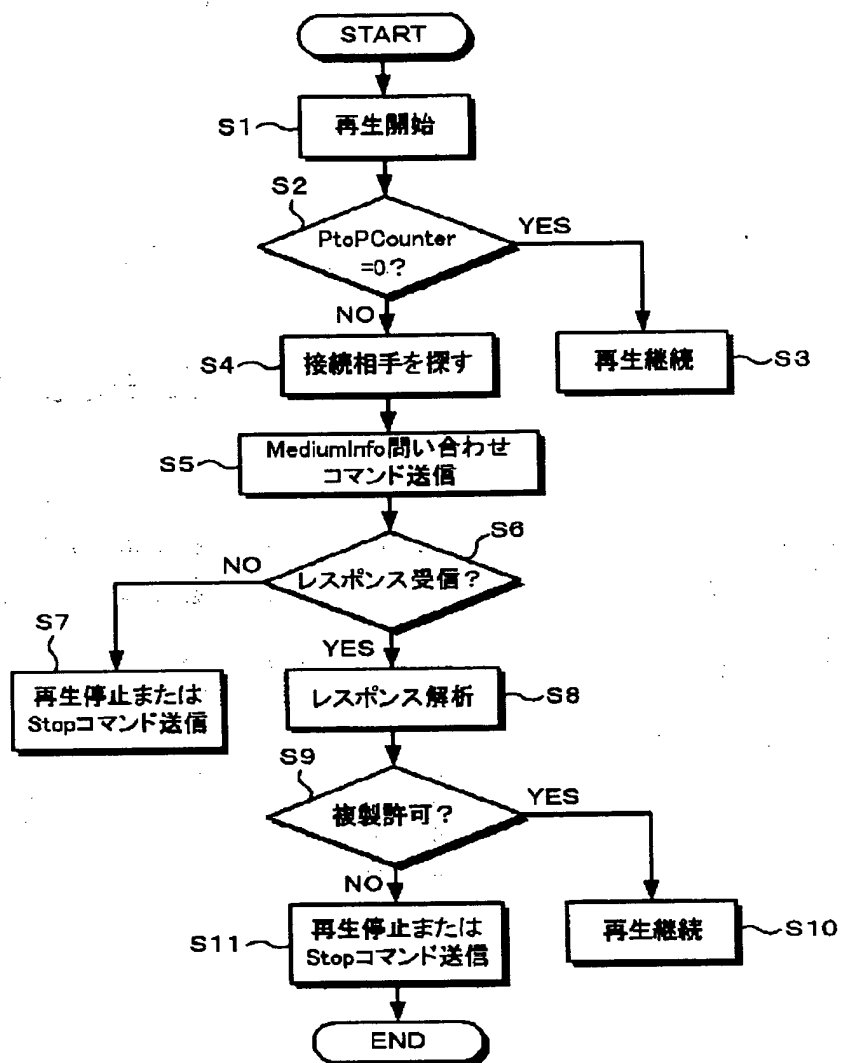 START
S1
再生開始
S2
PtoPCounter
=0?
YES
NO
S4
接続相手を探す
再生継続
S3
S5
MediumInfo問い合わせ
コマンド送信
S6
NO
レスポンス受信?
S7
YES
再生停止または
Stopコマンド送信
レスポンス解析
S8
S9
複製許可?
YES
NO
S11
再生停止または
Stopコマンド送信
再生継続
S10
END